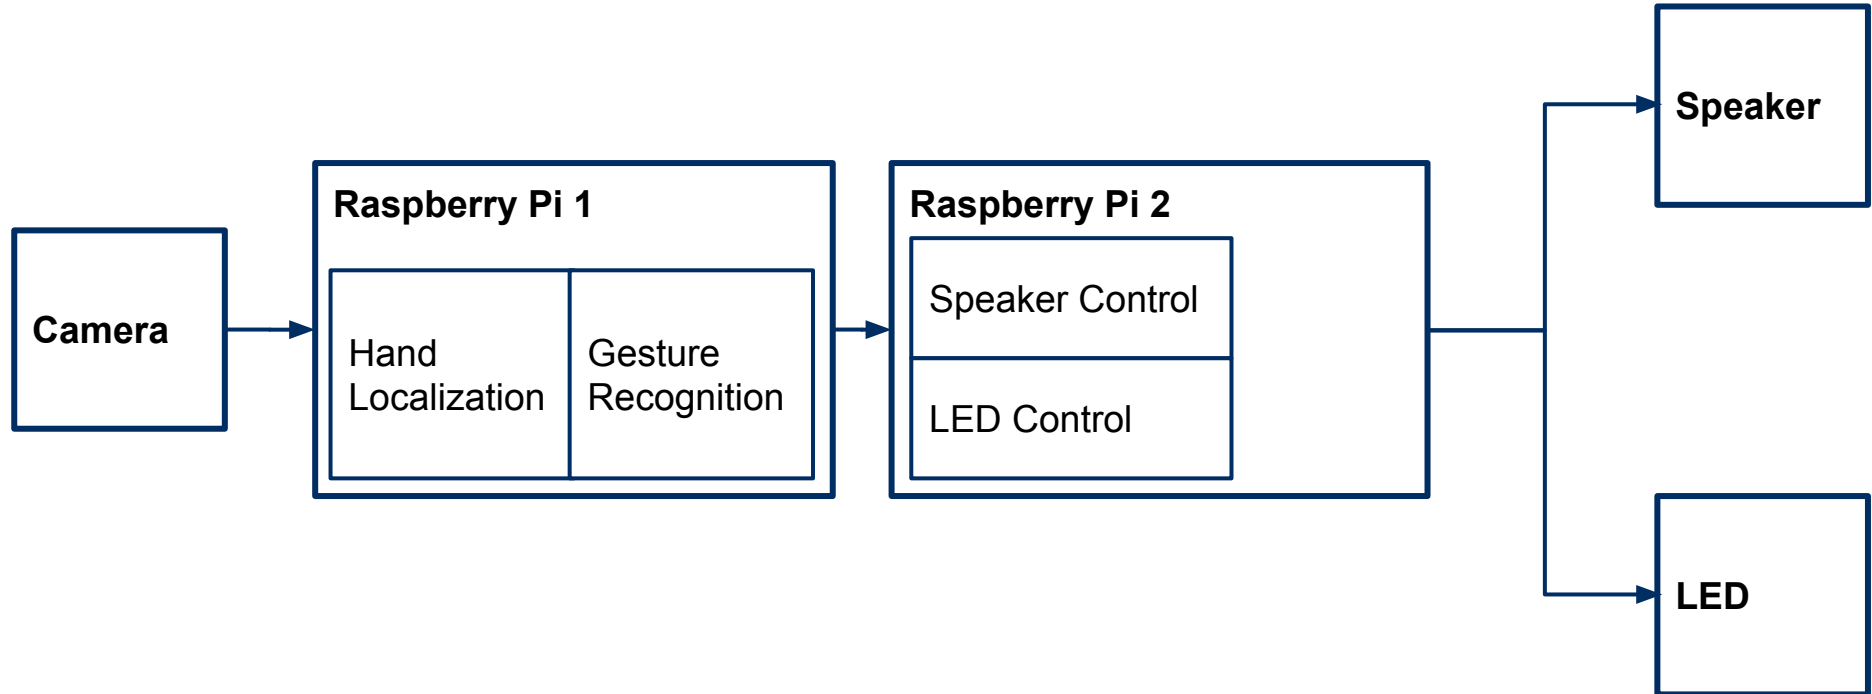 Camera
Raspberry Pi 1
Hand
Localization
Gesture
Recognition
Raspberry Pi 2
Speaker Control
LED Control
Speaker
LED